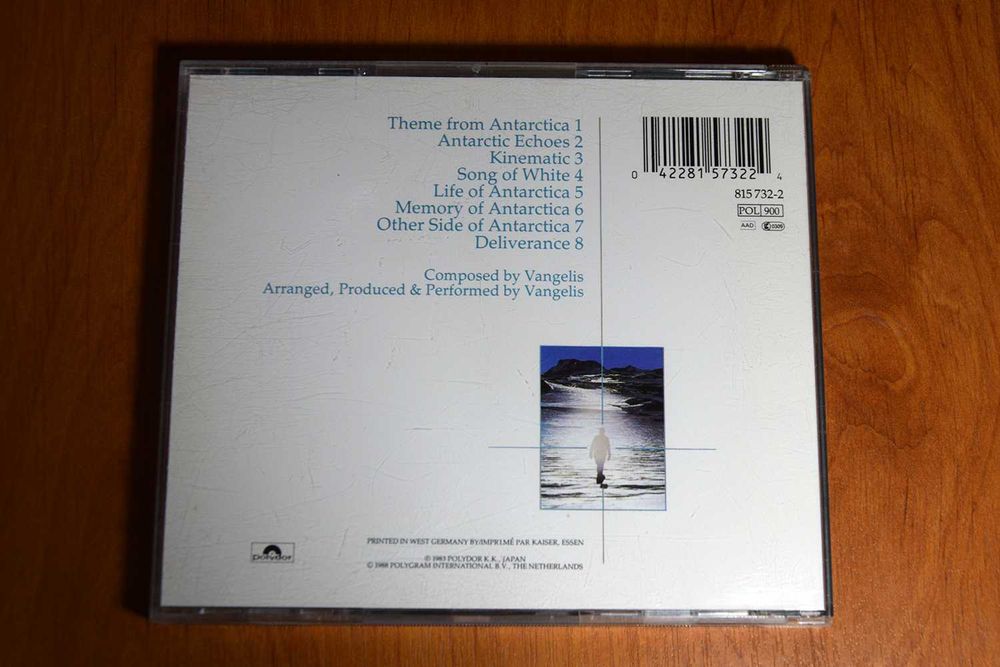 Theme from Antarctica 1
Antarctic Echoes 2
Kinematic 3
Song of White 4
Life of Antarctica 5
Memory of Antarctica 6
Other Side of Antarctica 7
Deliverance 8
Composed by Vangelis
Arranged, Produced & Performed by Vangelis
0 42281 57322 4
815 732-2
POL 900
AAD 0309
polydor
PRINTED IN WEST GERMANY BY/IMPRIMÉ PAR KAISER, ESSEN
℗ 1983 POLYDOR K.K., JAPAN
© 1988 POLYGRAM INTERNATIONAL B.V., THE NETHERLANDS